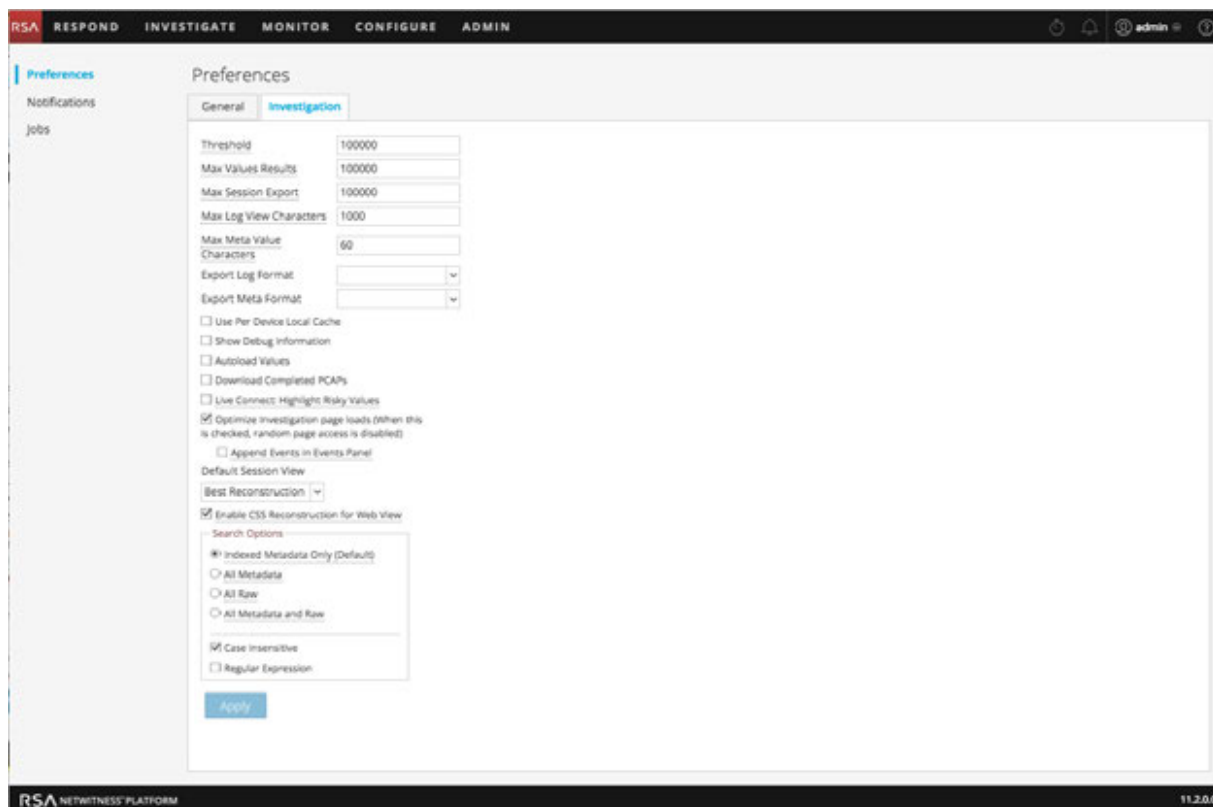 RSA RESPOND INVESTIGATE MONITOR CONFIGURE ADMIN admin
Preferences
Notifications
Jobs
Preferences
General Investigation
Threshold 100000
Max Values Results 100000
Max Session Export 100000
Max Log View Characters 1000
Max Meta Value
Characters 60
Export Log Format
Export Meta Format
Use Per Device Local Cache
Show Debug Information
Autoload Values
Download Completed PCAPs
Live Connect: Highlight Risky Values
Optimize Investigation page loads (When this
is checked, random page access is disabled)
Append Events in Events Panel
Default Session View
Best Reconstruction
Enable CSS Reconstruction for Web View
Search Options
Indexed Metadata Only (Default)
All Metadata
All Raw
All Metadata and Raw
Case Insensitive
Regular Expression
Apply
RSA NETWITNESS® PLATFORM 11.2.0.